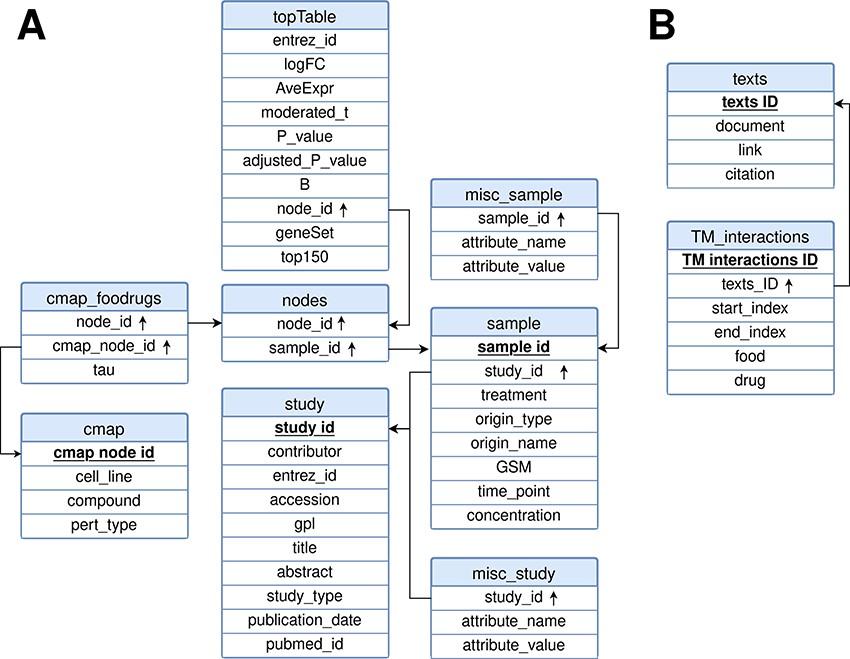 A
topTable
entrez_id
logFC
AveExpr
moderated_t
P_value
adjusted_P_value
B
node_id ↑
geneSet
top150
cmap_foodrugs
node_id ↑
cmap_node_id ↑
tau
cmap
cmap node id
cell_line
compound
pert_type
nodes
node_id ↑
sample_id ↑
study
study id
contributor
entrez_id
accession
gpl
title
abstract
study_type
publication_date
pubmed_id
misc_sample
sample_id ↑
attribute_name
attribute_value
sample
sample id
study_id ↑
treatment
origin_type
origin_name
GSM
time_point
concentration
misc_study
study_id ↑
attribute_name
attribute_value
B
texts
texts ID
document
link
citation
TM_interactions
TM interactions ID
texts_ID ↑
start_index
end_index
food
drug